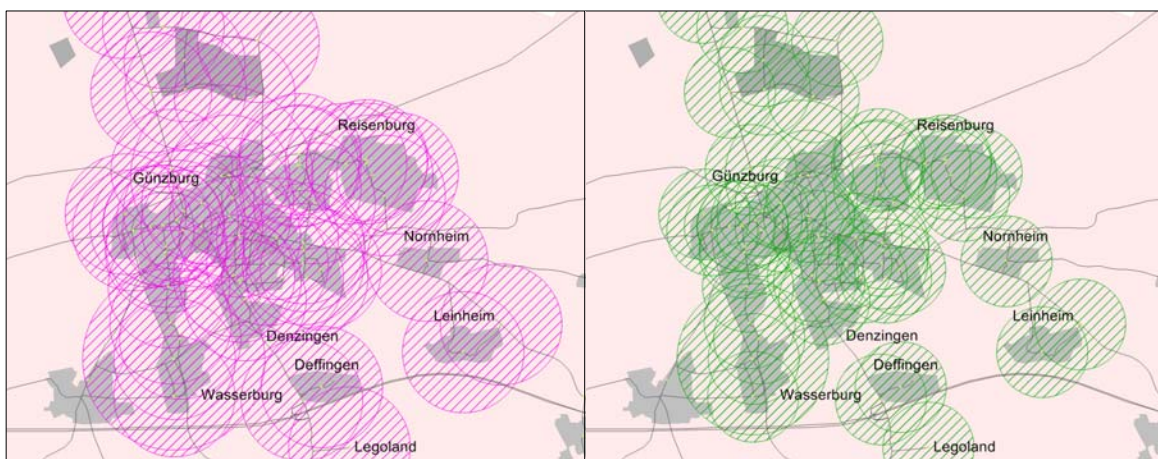 Reisenburg
Günzburg
Nornheim
Leinheim
Denzingen
Deffingen
Wasserburg
Legoland
Reisenburg
Günzburg
Nornheim
Leinheim
Denzingen
Deffingen
Wasserburg
Legoland